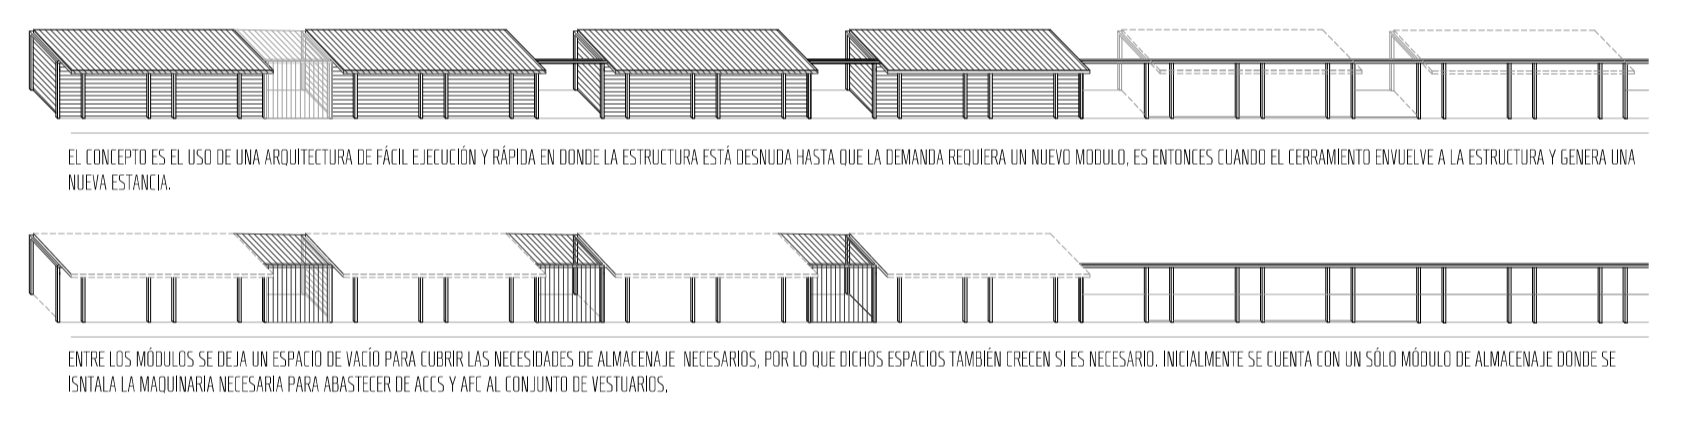 EL CONCEPTO ES EL USO DE UNA ARQUITECTURA DE FÁCIL EJECUCIÓN Y RÁPIDA EN DONDE LA ESTRUCTURA ESTÁ DESNUDA HASTA QUE LA DEMANDA REQUIERA UN NUEVO MODULO, ES ENTONCES CUANDO EL CERRAMIENTO ENVUELVE A LA ESTRUCTURA Y GENERA UNA
NUEVA ESTANCIA.
ENTRE LOS MÓDULOS SE DEJA UN ESPACIO DE VACÍO PARA CUBRIR LAS NECESIDADES DE ALMACENAJE NECESARIOS, POR LO QUE DICHOS ESPACIOS TAMBIÉN CRECEN SI ES NECESARIO. INICIALMENTE SE CUENTA CON UN SÓLO MÓDULO DE ALMACENAJE DONDE SE
ISNTALA LA MAQUINARIA NECESARIA PARA ABASTECER DE ACCS Y AFC AL CONJUNTO DE VESTUARIOS,